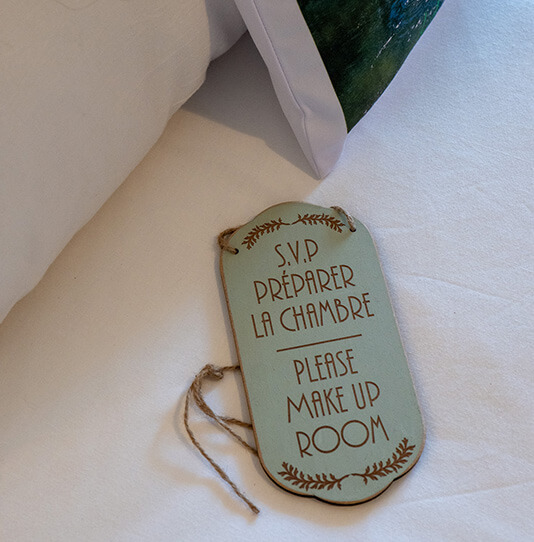 S.V.P
PRÉPARER
LA CHAMBRE
PLEASE
MAKE UP
ROOM